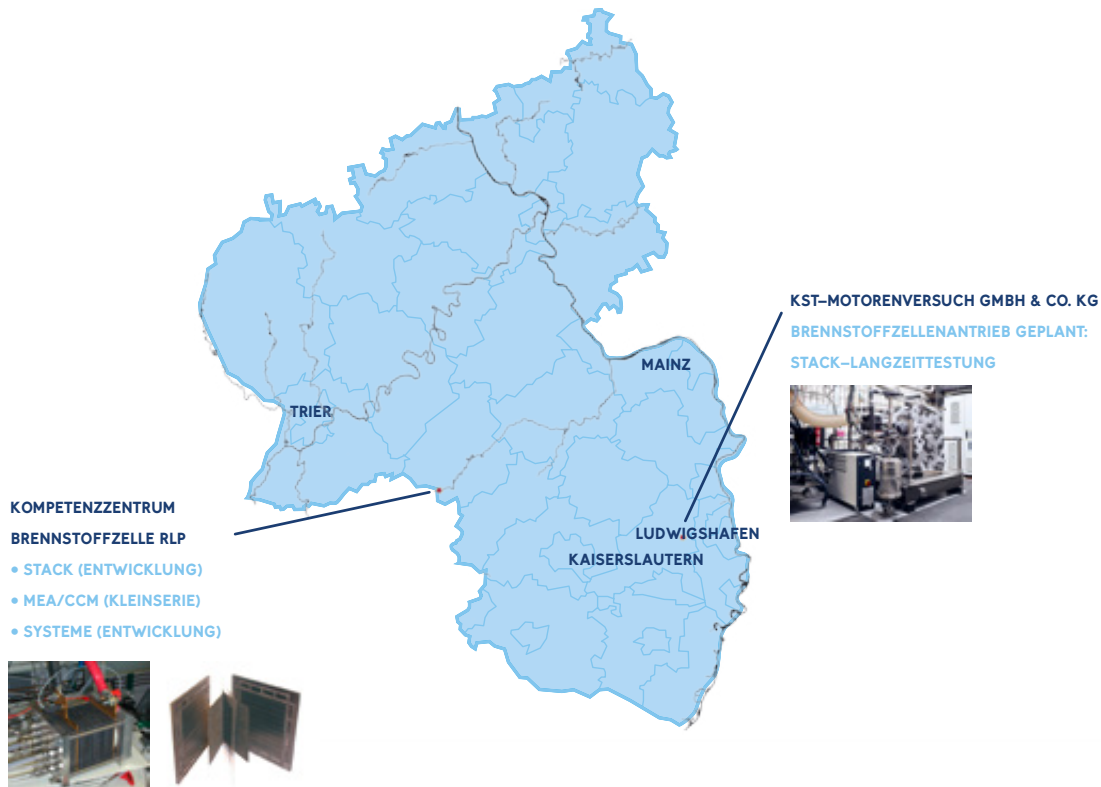 KST–MOTORENVERSUCH GMBH & CO. KG
BRENNSTOFFZELLENANTRIEB GEPLANT:
STACK–LANGZEITTESTUNG
MAINZ
TRIER
KOMPETENZZENTRUM
BRENNSTOFFZELLE RLP
• STACK (ENTWICKLUNG)
• MEA/CCM (KLEINSERIE)
• SYSTEME (ENTWICKLUNG)
LUDWIGSHAFEN
KAISERSLAUTERN